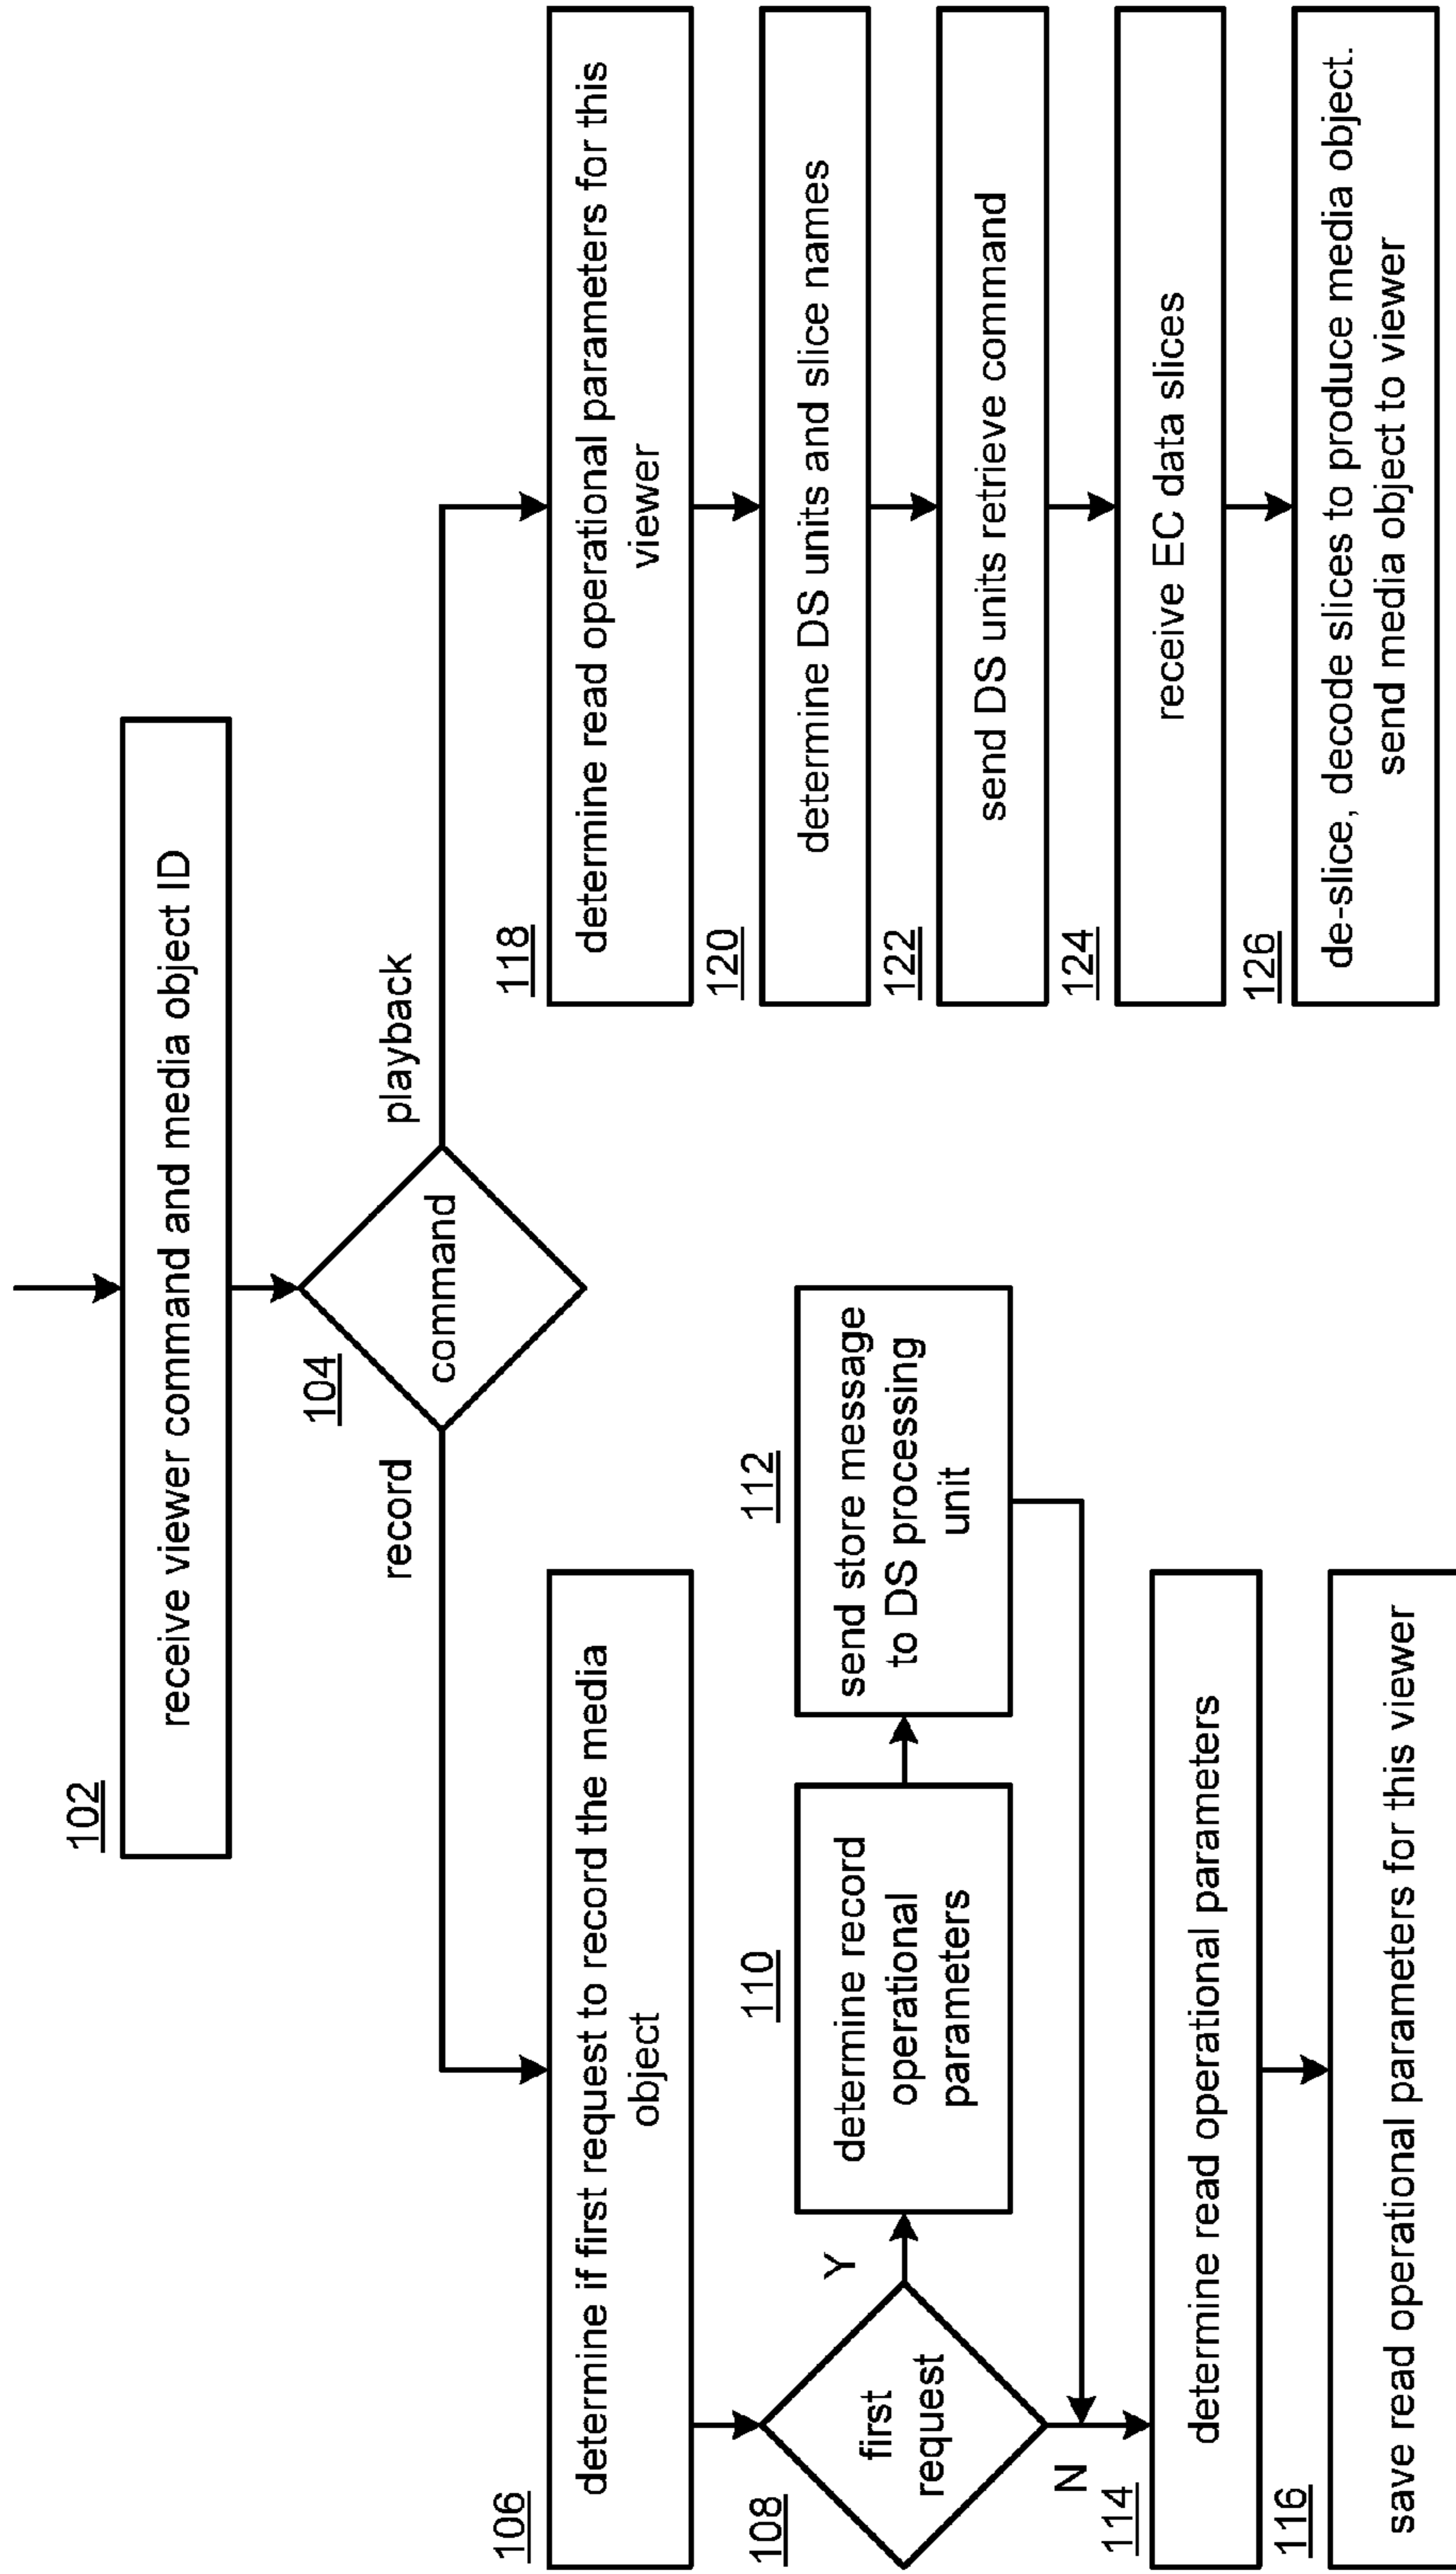 102
receive viewer command and media object ID
104
command
record
playback
106
determine if first request to record the media
object
108
first
request
Y
N
110
determine record
operational
parameters
112
send store message
to DS processing
unit
114
determine read operational parameters
116
save read operational parameters for this viewer
118
determine read operational parameters for this
viewer
120
determine DS units and slice names
122
send DS units retrieve command
124
receive EC data slices
126
de-slice, decode slices to produce media object.
send media object to viewer